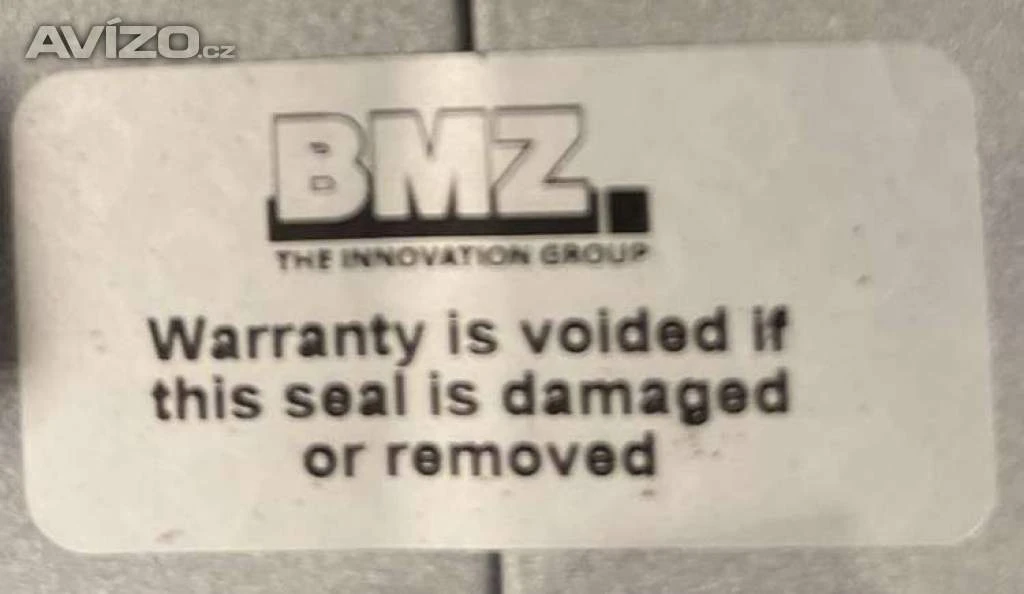 AVÍZO.cz
BMZ.
THE INNOVATION GROUP
Warranty is voided if
this seal is damaged
or removed